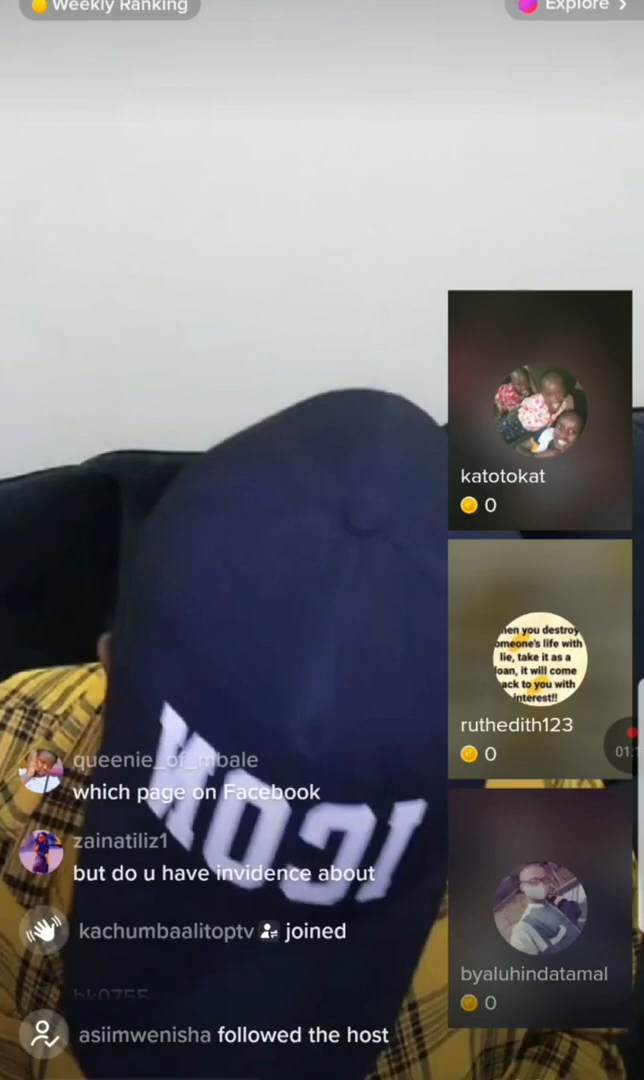 Weekly Ranking
Explore >
katotokat
0
hen you destroy
omeone's life with
lie, take it as a
loan, it will come
ack to you with
interest!!
ruthedith123
0
01:
queenie_of_mbale
which page on Facebook
zainatiliz1
but do u have invidence about
kachumbaalitoptv joined
byaluhindatamal
0
hk0755
asiimwenisha followed the host